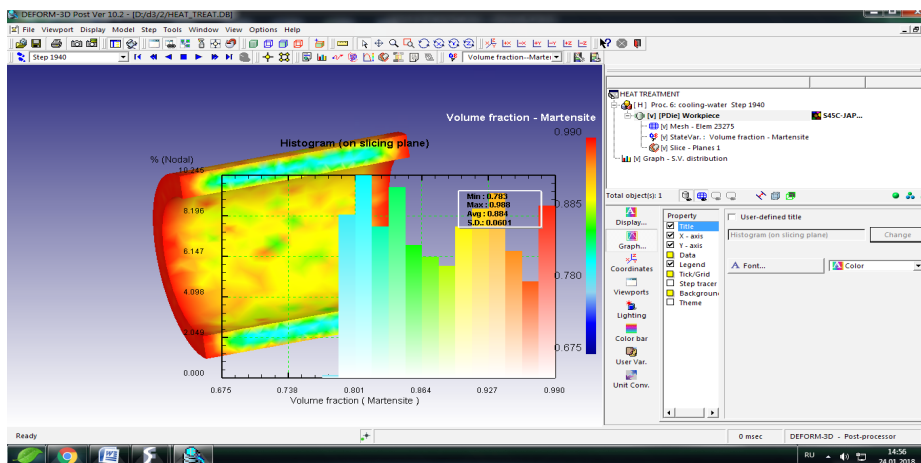 DEFORM-3D Post Ver 10.2 - [D:/d3/2/HEAT_TREAT.DB]
File Viewport Display Model Step Tools Window View Options Help
Step 1940
Volume fraction--Marte
HEAT TREATMENT
[H] Proc. 6: cooling-water Step 1940
[v] [PDie] Workpiece
S45C-JAP...
[v] Mesh - Elem 23275
[v] StateVar. : Volume fraction - Martensite
[v] Slice - Planes 1
[v] Graph - S.V. distribution
Volume fraction - Martensite
0.990
0.885
0.780
0.675
Histogram (on slicing plane)
% (Nodal)
10.246
8.196
6.147
4.098
2.049
0.000
Min : 0.783
Max : 0.988
Avg : 0.884
S.D.: 0.0601
0.675 0.738 0.801 0.864 0.927 0.990
Volume fraction ( Martensite )
Total object(s): 1
Display...
Graph...
Coordinates
Viewports
Lighting
Color bar
User Var.
Unit Conv.
Property
Title
X - axis
Y - axis
Data
Legend
Tick/Grid
Step tracer
Backgroun
Theme
User-defined title
Histogram (on slicing plane)
Change
A Font...
Color
Ready
0 msec
DEFORM-3D - Post-processor
RU
14:56
24.01.2018